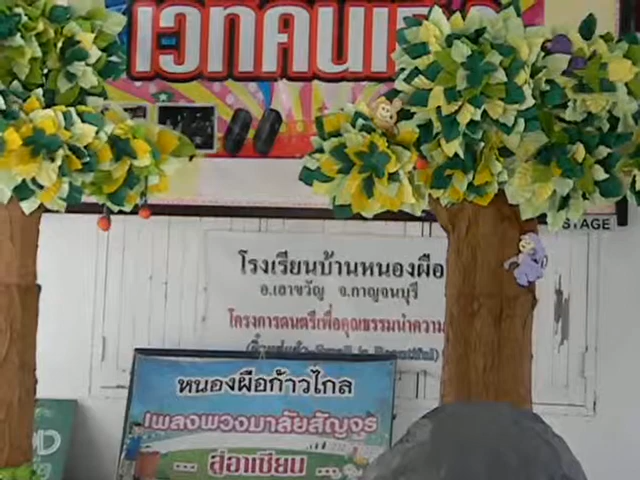 เวทคนเ
STAGE
โรงเรียนบ้านหนองผือ
อ.เลาขวัญ จ.กาญจนบุรี
โครงการดนตรีเพื่อคุณธรรมนำความ
Small is Beautiful)
หนองผือก้าวไกล
เพลงพวงมาลัยสัญจร
... สู่อาเซียน ...